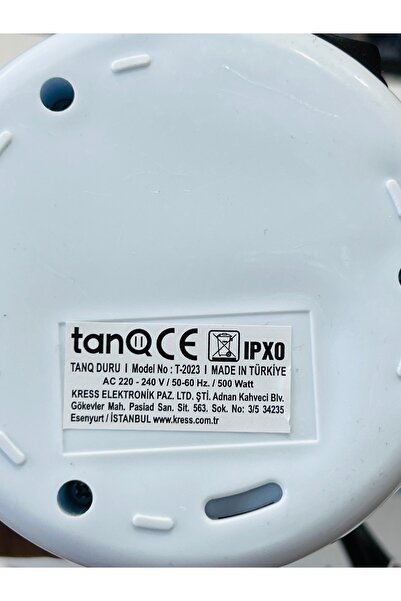 tanQ CE IPX0
TANQ DURU I Model No : T-2023 I MADE IN TÜRKİYE
AC 220 - 240 V / 50-60 Hz. / 500 Watt
KRESS ELEKTRONİK PAZ. LTD. ŞTİ. Adnan Kahveci Blv.
Gökevler Mah. Pasiad San. Sit. 563. Sok. No: 3/5 34235
Esenyurt / İSTANBUL www.kress.com.tr